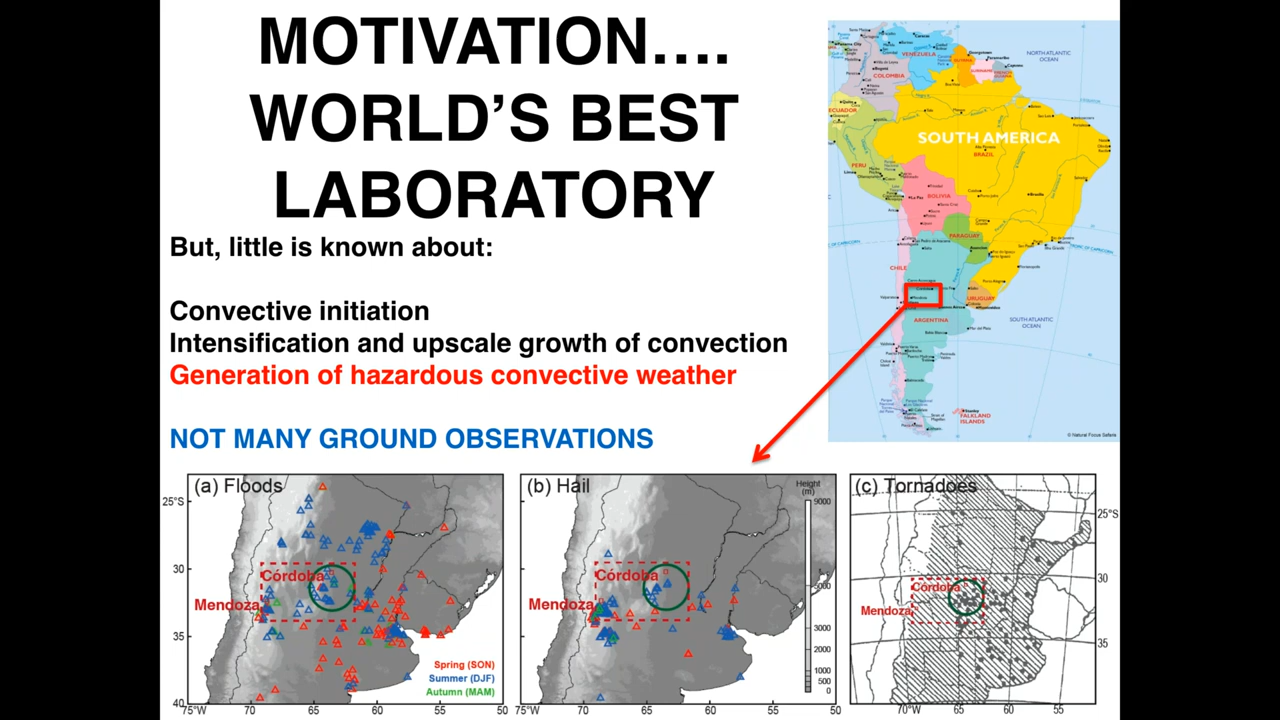 MOTIVATION....
WORLD'S BEST
LABORATORY
But, little is known about:
Convective initiation
Intensification and upscale growth of convection
Generation of hazardous convective weather
NOT MANY GROUND OBSERVATIONS
NORTH ATLANTIC
OCEAN
VENEZUELA
GUYANA
COLOMBIA
ECUADOR
SOUTH AMERICA
BRAZIL
PERU
BOLIVIA
PARAGUAY
CHILE
URUGUAY
ARGENTINA
SOUTH ATLANTIC
OCEAN
FALKLAND
ISLANDS
© Natural Focus Safaris
(a) Floods
25°S
30
35
40
Córdoba
Mendoza
Spring (SON)
Summer (DJF)
Autumn (MAM)
75°W
70
65
60
55
50
(b) Hail
Height
(m)
9000
5000
3000
2000
1000
500
0
Córdoba
Mendoza
75°W
70
65
60
55
50
(c) Tornadoes
25°S
30
35
Córdoba
Mendoza
70°W
65
60
55